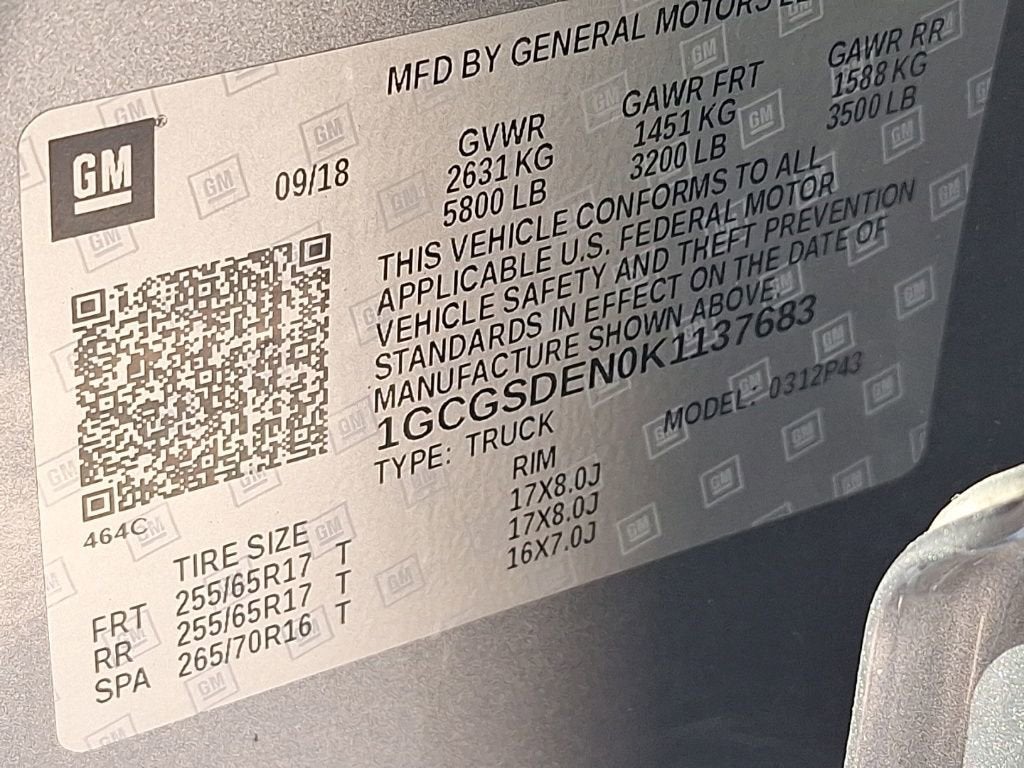 MFD BY GENERAL MOTORS
GM
09/18
GVWR
2631 KG
5800 LB
GAWR FRT
1451 KG
3200 LB
GAWR RR
1588 KG
3500 LB
THIS VEHICLE CONFORMS TO ALL
APPLICABLE U.S. FEDERAL MOTOR
VEHICLE SAFETY AND THEFT PREVENTION
STANDARDS IN EFFECT ON THE DATE OF
MANUFACTURE SHOWN ABOVE.
1GCGSDEN0K1137683
TYPE: TRUCK
MODEL: 0312P43
464C
TIRE SIZE RIM
FRT 255/65R17 T 17X8.0J
RR 255/65R17 T 17X8.0J
SPA 265/70R16 T 16X7.0J